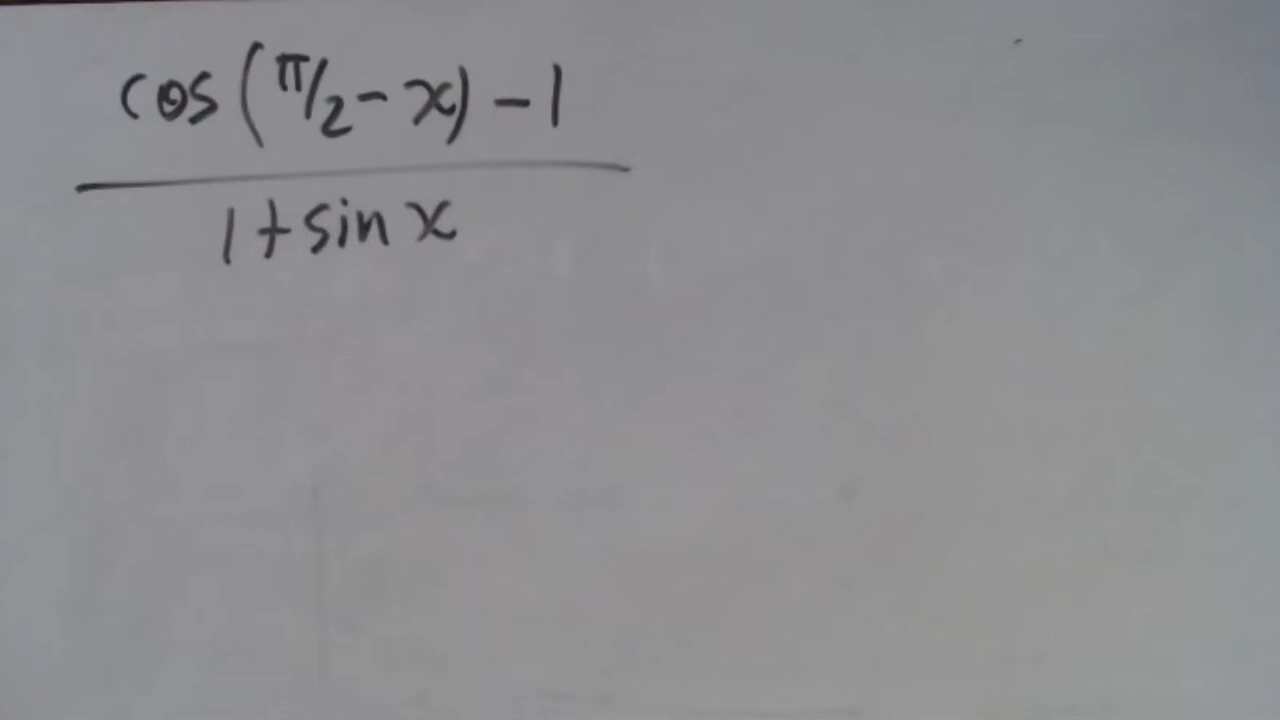 cos(π/2 - x) - 1
1 + sin x